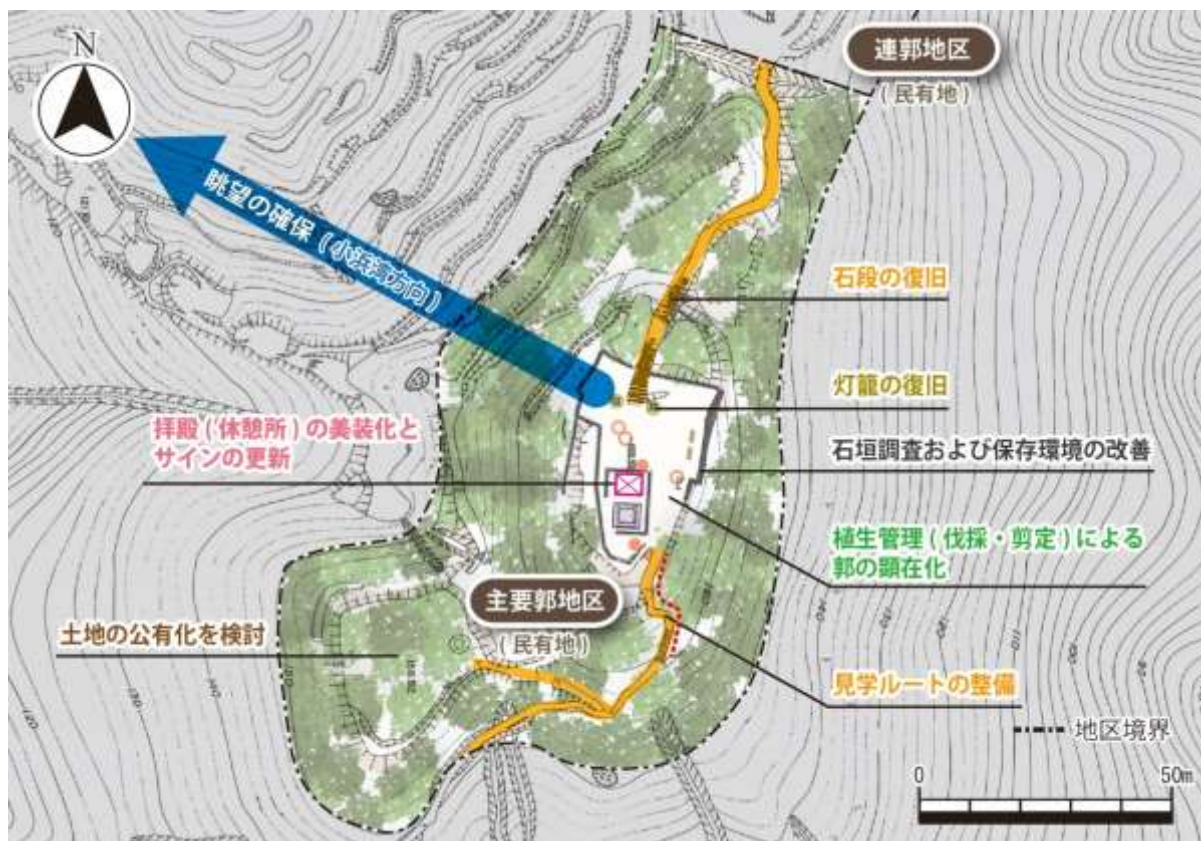 N
連郭地区
(民有地)
眺望の確保(小浜湾方向)
石段の復旧
灯籠の復旧
拝殿(休憩所)の美装化と
サインの更新
石垣調査および保存環境の改善
植生管理(伐採・剪定)による
郭の顕在化
主要郭地区
(民有地)
土地の公有化を検討
見学ルートの整備
地区境界
0
50m
140
130
120
110